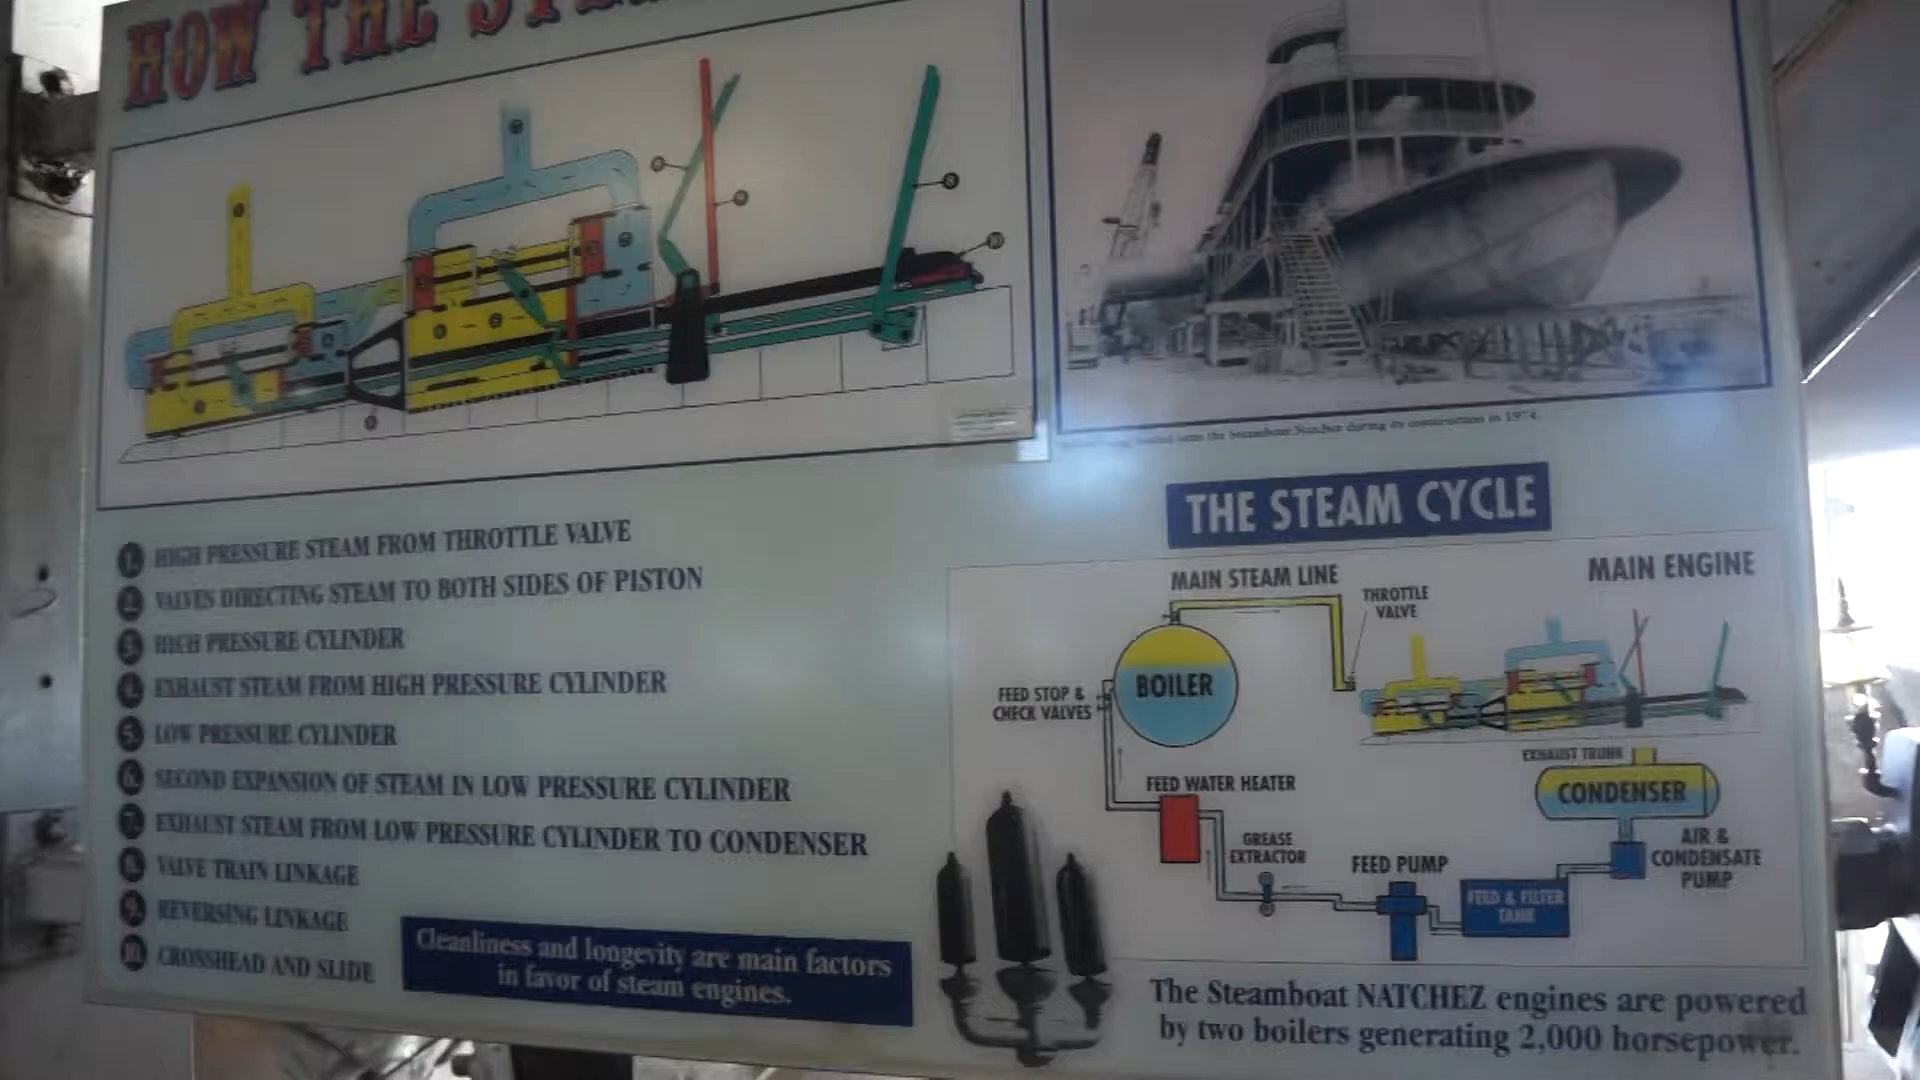 HOW THE
during its construction in 1974.
1. HIGH PRESSURE STEAM FROM THROTTLE VALVE
2. VALVES DIRECTING STEAM TO BOTH SIDES OF PISTON
3. HIGH PRESSURE CYLINDER
4. EXHAUST STEAM FROM HIGH PRESSURE CYLINDER
5. LOW PRESSURE CYLINDER
6. SECOND EXPANSION OF STEAM IN LOW PRESSURE CYLINDER
7. EXHAUST STEAM FROM LOW PRESSURE CYLINDER TO CONDENSER
8. VALVE TRAIN LINKAGE
9. REVERSING LINKAGE
10. CROSSHEAD AND SLIDE
Cleanliness and longevity are main factors
in favor of steam engines.
THE STEAM CYCLE
MAIN ENGINE
MAIN STEAM LINE
THROTTLE
VALVE
BOILER
FEED STOP &
CHECK VALVES
EXHAUST TRUNK
CONDENSER
FEED WATER HEATER
GREASE
EXTRACTOR
FEED PUMP
FEED & FILTER
TANK
AIR &
CONDENSATE
PUMP
The Steamboat NATCHEZ engines are powered
by two boilers generating 2,000 horsepower.